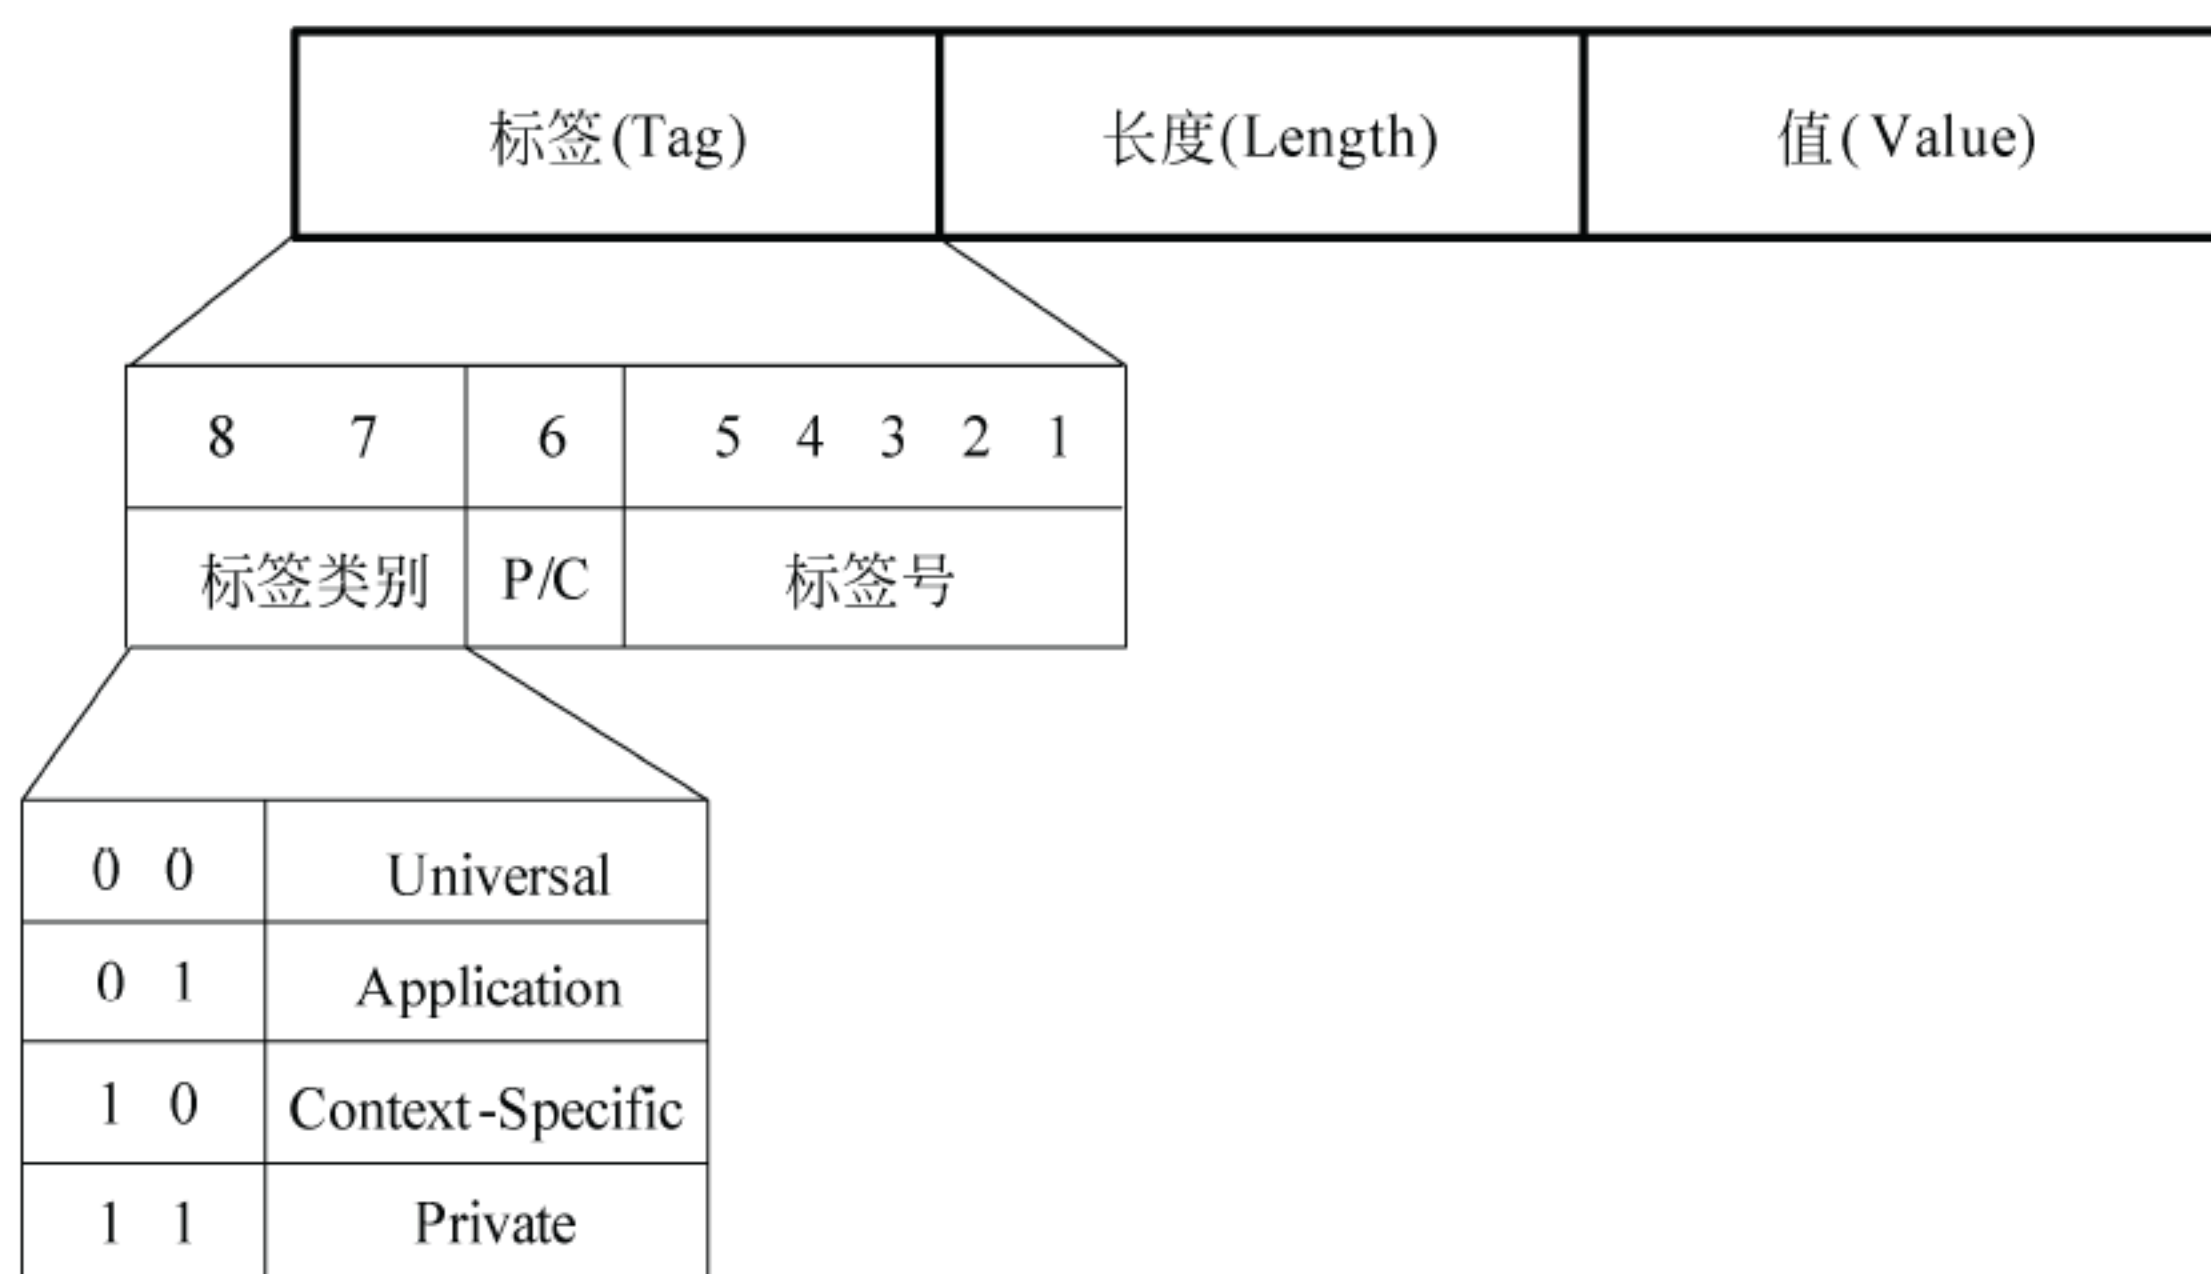 标签(Tag) 长度(Length) 值(Value)
8 7 6 5 4 3 2 1
标签类别 P/C 标签号
0 0 Universal
0 1 Application
1 0 Context-Specific
1 1 Private